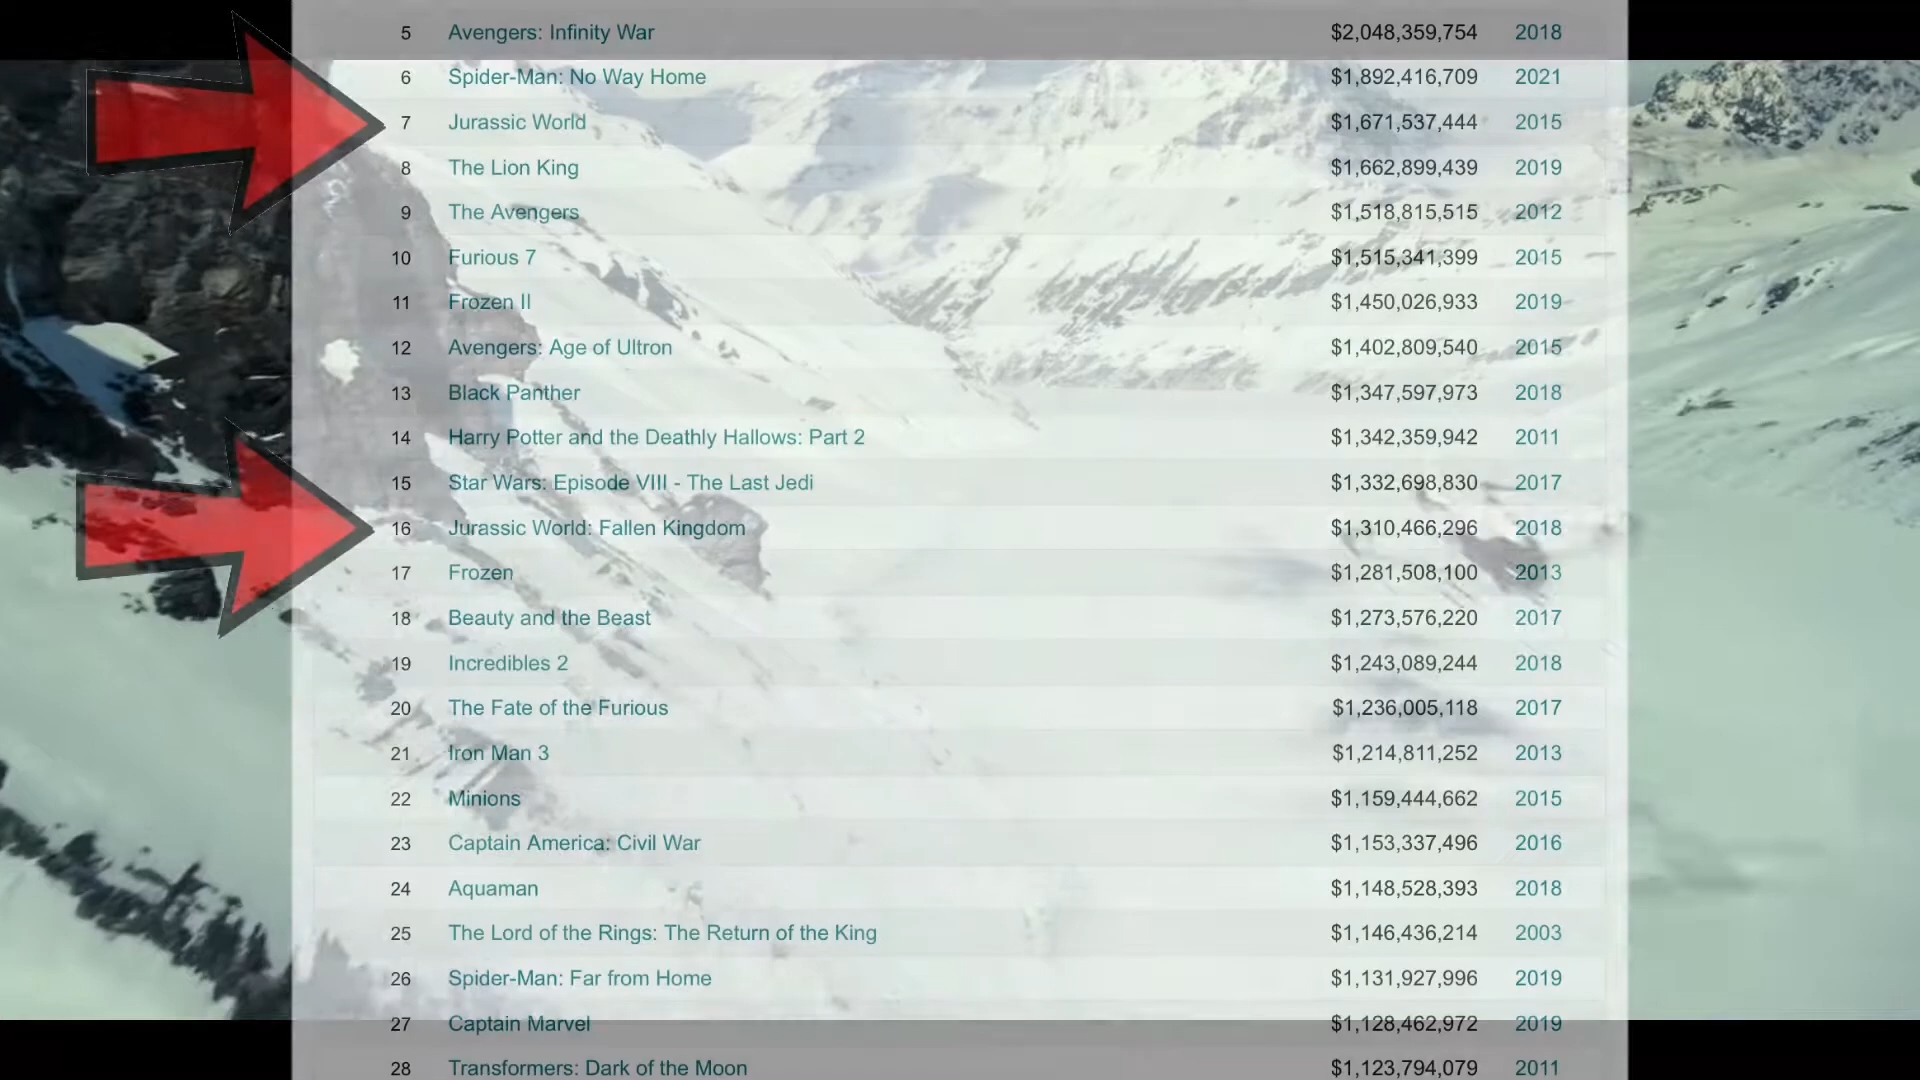 5 Avengers: Infinity War $2,048,359,754 2018
6 Spider-Man: No Way Home $1,892,416,709 2021
7 Jurassic World $1,671,537,444 2015
8 The Lion King $1,662,899,439 2019
9 The Avengers $1,518,815,515 2012
10 Furious 7 $1,515,341,399 2015
11 Frozen II $1,450,026,933 2019
12 Avengers: Age of Ultron $1,402,809,540 2015
13 Black Panther $1,347,597,973 2018
14 Harry Potter and the Deathly Hallows: Part 2 $1,342,359,942 2011
15 Star Wars: Episode VIII - The Last Jedi $1,332,698,830 2017
16 Jurassic World: Fallen Kingdom $1,310,466,296 2018
17 Frozen $1,281,508,100 2013
18 Beauty and the Beast $1,273,576,220 2017
19 Incredibles 2 $1,243,089,244 2018
20 The Fate of the Furious $1,236,005,118 2017
21 Iron Man 3 $1,214,811,252 2013
22 Minions $1,159,444,662 2015
23 Captain America: Civil War $1,153,337,496 2016
24 Aquaman $1,148,528,393 2018
25 The Lord of the Rings: The Return of the King $1,146,436,214 2003
26 Spider-Man: Far from Home $1,131,927,996 2019
27 Captain Marvel $1,128,462,972 2019
28 Transformers: Dark of the Moon $1,123,794,079 2011